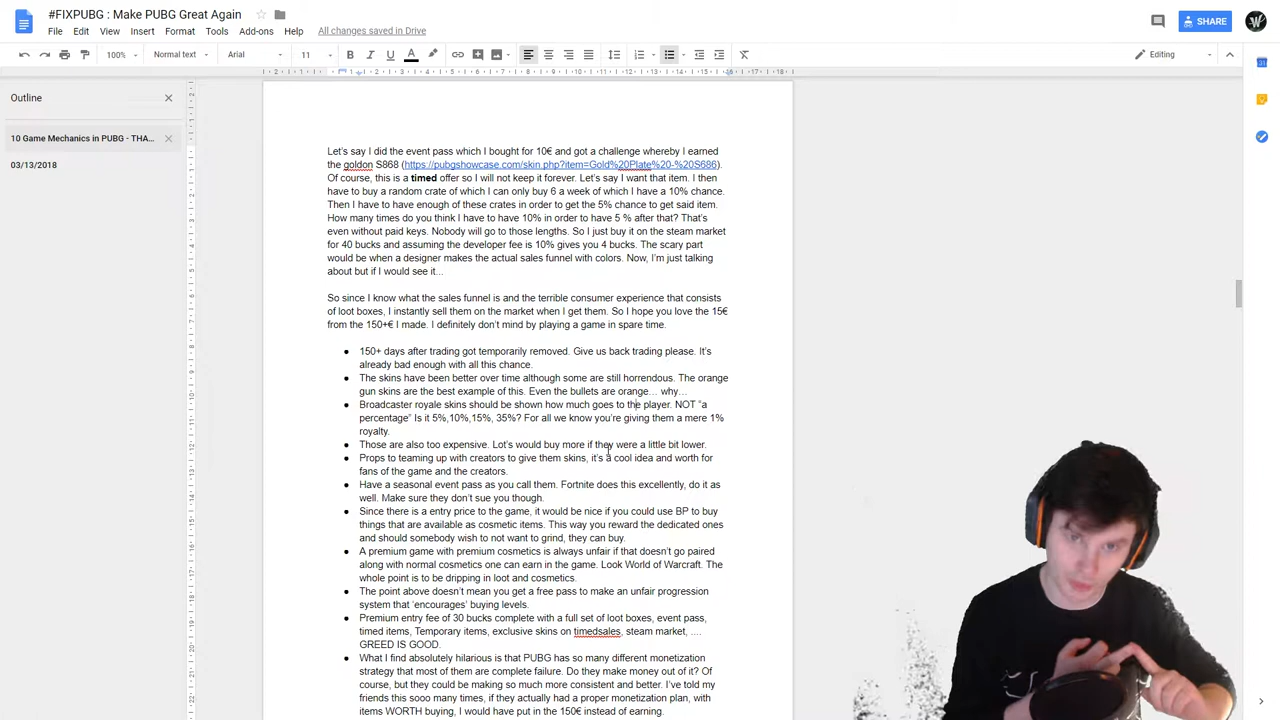 #FIXPUBG : Make PUBG Great Again
File Edit View Insert Format Tools Add-ons Help All changes saved in Drive
SHARE
100% Normal text Arial 11 Editing
Outline
10 Game Mechanics in PUBG - THA...
03/13/2018
Let's say I did the event pass which I bought for 10€ and got a challenge whereby I earned
the goldon S868 (https://pubgshowcase.com/skin.php?item=Gold%20Plate%20-%20S686).
Of course, this is a timed offer so I will not keep it forever. Let's say I want that item. I then
have to buy a random crate of which I can only buy 6 a week of which I have a 10% chance.
Then I have to have enough of these crates in order to get the 5% chance to get said item.
How many times do you think I have to have 10% in order to have 5 % after that? That's
even without paid keys. Nobody will go to those lengths. So I just buy it on the steam market
for 40 bucks and assuming the developer fee is 10% gives you 4 bucks. The scary part
would be when a designer makes the actual sales funnel with colors. Now, I'm just talking
about but if I would see it...
So since I know what the sales funnel is and the terrible consumer experience that consists
of loot boxes, I instantly sell them on the market when I get them. So I hope you love the 15€
from the 150+€ I made. I definitely don't mind by playing a game in spare time.
● 150+ days after trading got temporarily removed. Give us back trading please. It's
already bad enough with all this chance.
● The skins have been better over time although some are still horrendous. The orange
gun skins are the best example of this. Even the bullets are orange… why…
● Broadcaster royale skins should be shown how much goes to the player. NOT "a
percentage" Is it 5%,10%,15%, 35%? For all we know you're giving them a mere 1%
royalty.
● Those are also too expensive. Lot's would buy more if they were a little bit lower.
● Props to teaming up with creators to give them skins, it's a cool idea and worth for
fans of the game and the creators.
● Have a seasonal event pass as you call them. Fortnite does this excellently, do it as
well. Make sure they don't sue you though.
● Since there is a entry price to the game, it would be nice if you could use BP to buy
things that are available as cosmetic items. This way you reward the dedicated ones
and should somebody wish to not want to grind, they can buy.
● A premium game with premium cosmetics is always unfair if that doesn't go paired
along with normal cosmetics one can earn in the game. Look World of Warcraft. The
whole point is to be dripping in loot and cosmetics.
● The point above doesn't mean you get a free pass to make an unfair progression
system that 'encourages' buying levels.
● Premium entry fee of 30 bucks complete with a full set of loot boxes, event pass,
timed items, Temporary items, exclusive skins on timedsales, steam market, ....
GREED IS GOOD.
● What I find absolutely hilarious is that PUBG has so many different monetization
strategy that most of them are complete failure. Do they make money out of it? Of
course, but they could be making so much more consistent and better. I've told my
friends this sooo many times, if they actually had a proper monetization plan, with
items WORTH buying, I would have put in the 150€ instead of earning.